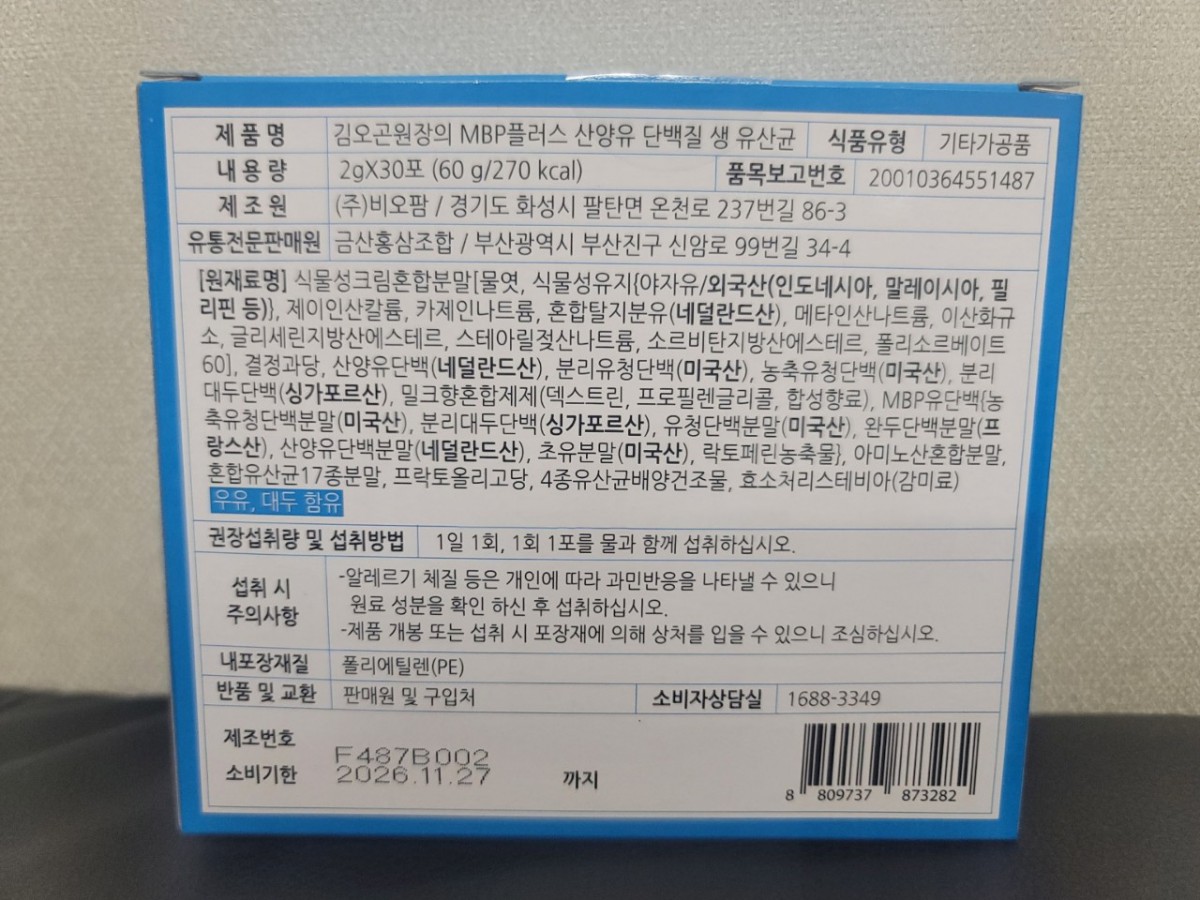 제품명 김오곤원장의 MBP플러스 산양유 단백질 생 유산균 식품유형 기타가공품
내용량 2gX30포 (60 g/270 kcal) 품목보고번호 20010364551487
제조원 (주)비오팜 / 경기도 화성시 팔탄면 온천로 237번길 86-3
유통전문판매원 금산홍삼조합 / 부산광역시 부산진구 신암로 99번길 34-4
[원재료명] 식물성크림혼합분말[물엿, 식물성유지{야자유/외국산(인도네시아, 말레이시아, 필
리핀 등)}, 제이인산칼륨, 카제인나트륨, 혼합탈지분유(네덜란드산), 메타인산나트륨, 이산화규
소, 글리세린지방산에스테르, 스테아릴젖산나트륨, 소르비탄지방산에스테르, 폴리소르베이트
60], 결정과당, 산양유단백(네덜란드산), 분리유청단백(미국산), 농축유청단백(미국산), 분리
대두단백(싱가포르산), 밀크향혼합제제(덱스트린, 프로필렌글리콜, 합성향료), MBP유단백{농
축유청단백분말(미국산), 분리대두단백(싱가포르산), 유청단백분말(미국산), 완두단백분말(프
랑스산), 산양유단백분말(네덜란드산), 초유분말(미국산), 락토페린농축물}, 아미노산혼합분말,
혼합유산균17종분말, 프락토올리고당, 4종유산균배양건조물, 효소처리스테비아(감미료)
우유, 대두 함유
권장섭취량 및 섭취방법 1일 1회, 1회 1포를 물과 함께 섭취하십시오.
섭취 시
주의사항
-알레르기 체질 등은 개인에 따라 과민반응을 나타낼 수 있으니
원료 성분을 확인 하신 후 섭취하십시오.
-제품 개봉 또는 섭취 시 포장재에 의해 상처를 입을 수 있으니 조심하십시오.
내포장재질 폴리에틸렌(PE)
반품 및 교환 판매원 및 구입처 소비자상담실 1688-3349
제조번호 F487B002
소비기한 2026.11.27 까지
8 809737 873282